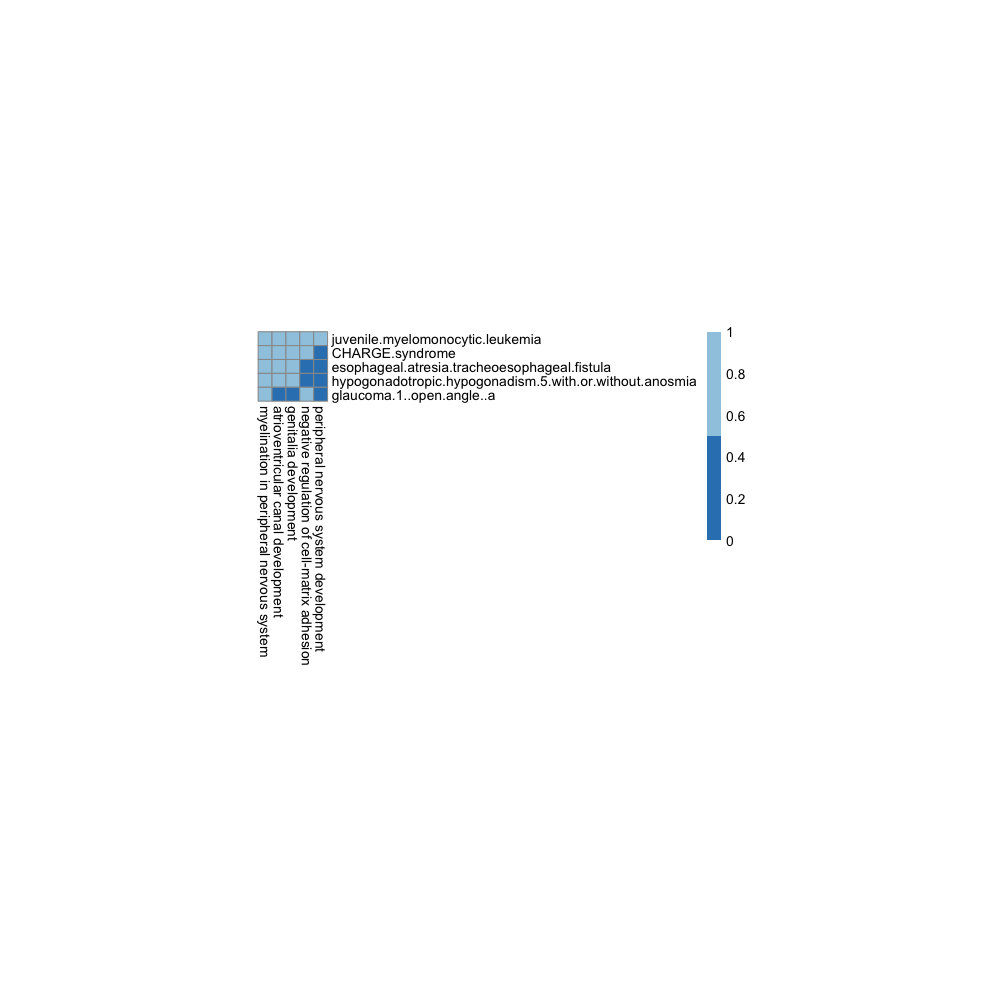 juvenile.myelomonocytic.leukemia
CHARGE.syndrome
esophageal.atresia.tracheoesophageal.fistula
hypogonadotropic.hypogonadism.5.with.or.without.anosmia
glaucoma.1..open.angle..a
myelination in peripheral nervous system
atrioventricular canal development
genitalia development
negative regulation of cell-matrix adhesion
peripheral nervous system development
1
0.8
0.6
0.4
0.2
0